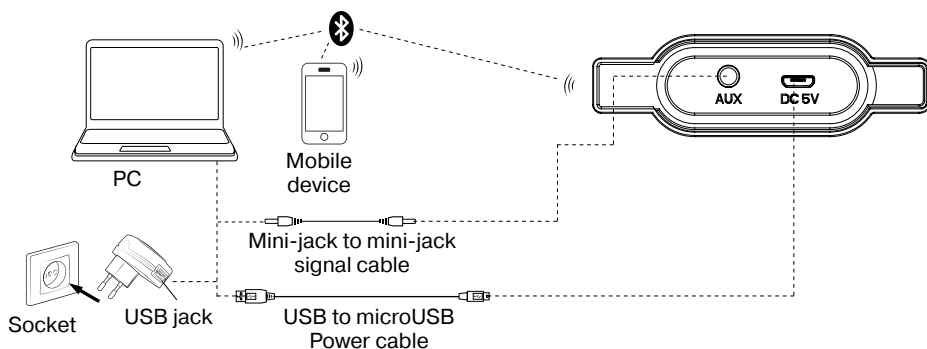 AUX
DC 5V
PC
Mobile
device
Mini-jack to mini-jack
signal cable
Socket
USB jack
USB to microUSB
Power cable